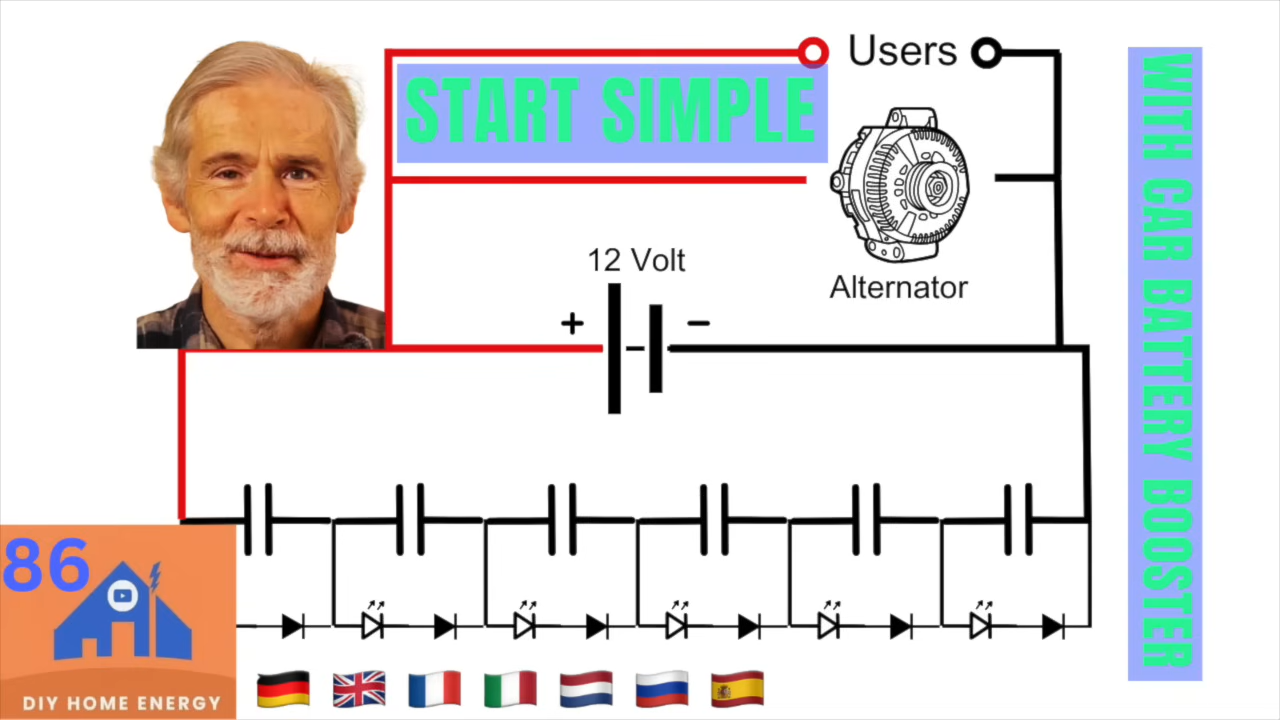 Users
START SIMPLE
WITH CAR BATTERY BOOSTER
Alternator
12 Volt
+ −
86
DIY HOME ENERGY